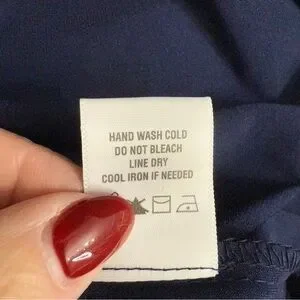 HAND WASH COLD
DO NOT BLEACH
LINE DRY
COOL IRON IF NEEDED